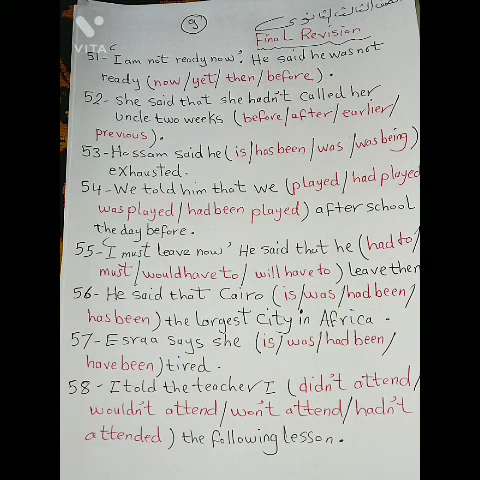 9
الصف الثالث الثانوى
Final Revision
VITA
51- 'I am not ready now'. He said he was not
ready (now/yet/then/before).
52- She said that she hadn't called her
uncle two weeks (before/after/earlier/
previous).
53- Hossam said he (is/has been/was/was being)
exhausted.
54- We told him that we (played/had played
was played/had been played) after school
the day before.
55- 'I must leave now' He said that he (had to/
must/would have to/will have to) leave then
56- He said that Cairo (is/was/had been/
has been) the largest city in Africa.
57- Esraa says she (is/was/had been/
have been) tired.
58- I told the teacher I (didn't attend/
wouldn't attend/won't attend/hadn't
attended) the following lesson.